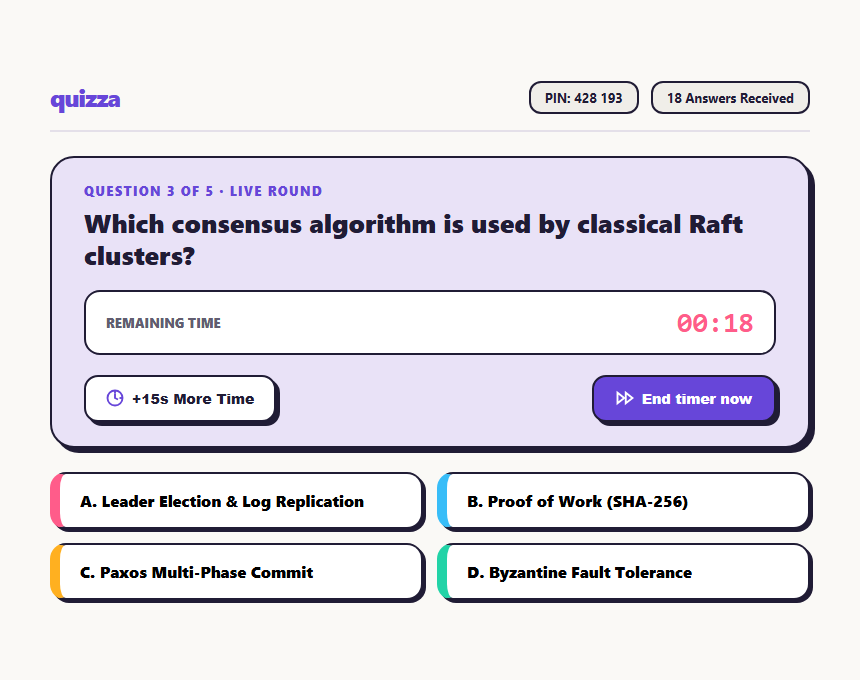 quizza
PIN: 428 193
18 Answers Received
QUESTION 3 OF 5 · LIVE ROUND
Which consensus algorithm is used by classical Raft
clusters?
REMAINING TIME
00:18
+15s More Time
End timer now
A. Leader Election & Log Replication
B. Proof of Work (SHA-256)
C. Paxos Multi-Phase Commit
D. Byzantine Fault Tolerance